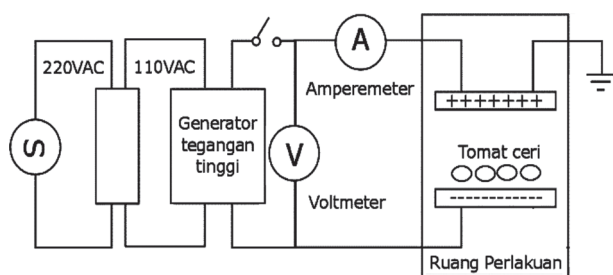 220VAC
110VAC
S
Generator
tegangan
tinggi
A
Amperemeter
V
Voltmeter
+++++++
Tomat ceri
--------------
Ruang Perlakuan